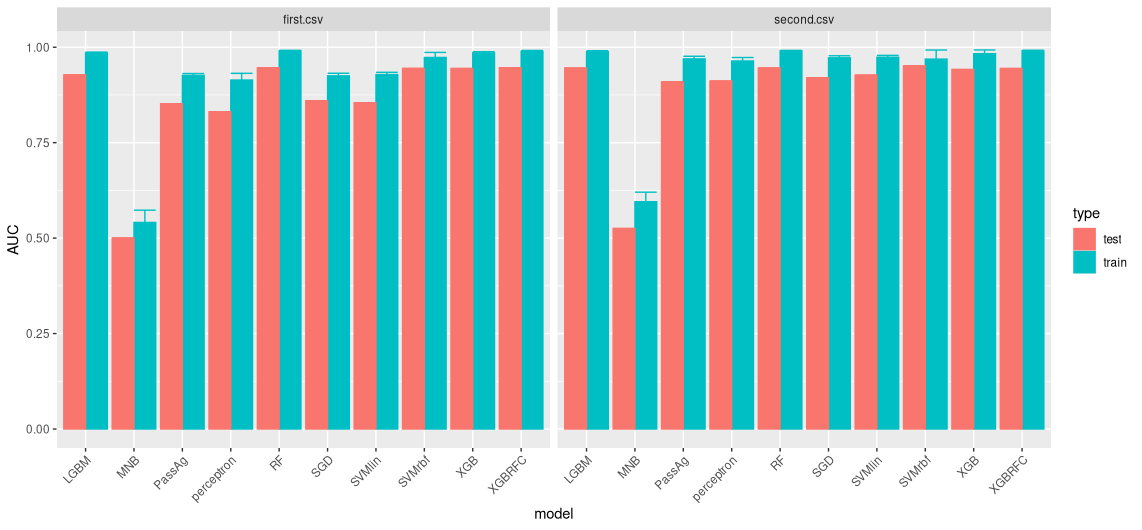 first.csv
second.csv
AUC
1.00
0.75
0.50
0.25
0.00
LGBM
MNB
PassAg
perceptron
RF
SGD
SVMlin
SVMrbf
XGB
XGBRFC
LGBM
MNB
PassAg
perceptron
RF
SGD
SVMlin
SVMrbf
XGB
XGBRFC
model
type
test
train